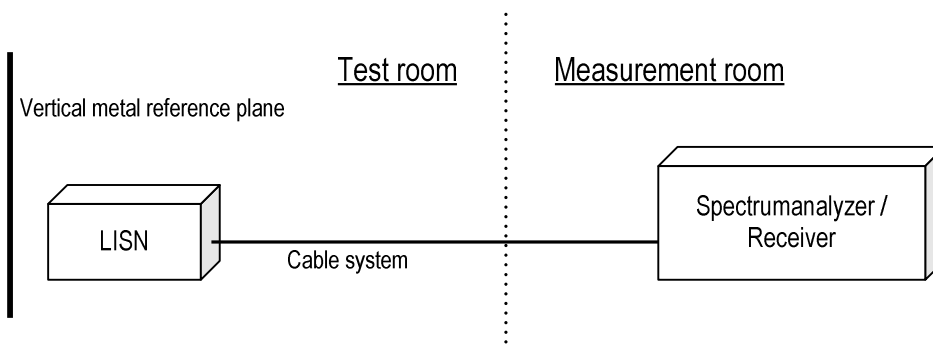 Test room
Measurement room
Vertical metal reference plane
LISN
Cable system
Spectrumanalyzer /
Receiver